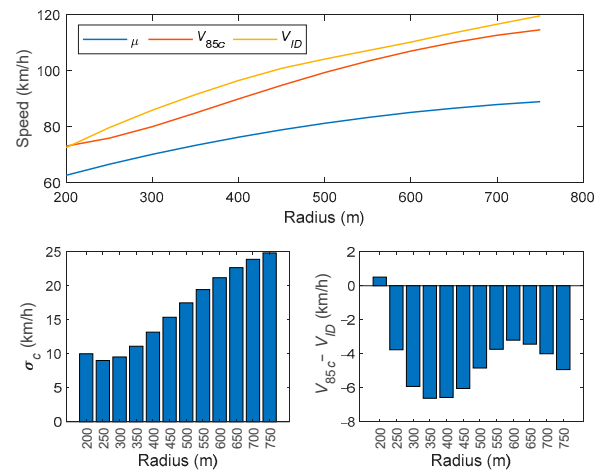 120
100
80
60
Speed (km/h)
μ
V85c
VID
200 300 400 500 600 700 800
Radius (m)
25
20
15
10
5
0
σc (km/h)
200 250 300 350 400 450 500 550 600 650 700 750
Radius (m)
2
0
−2
−4
−6
−8
V85c− VID (km/h)
200 250 300 350 400 450 500 550 600 650 700 750
Radius (m)